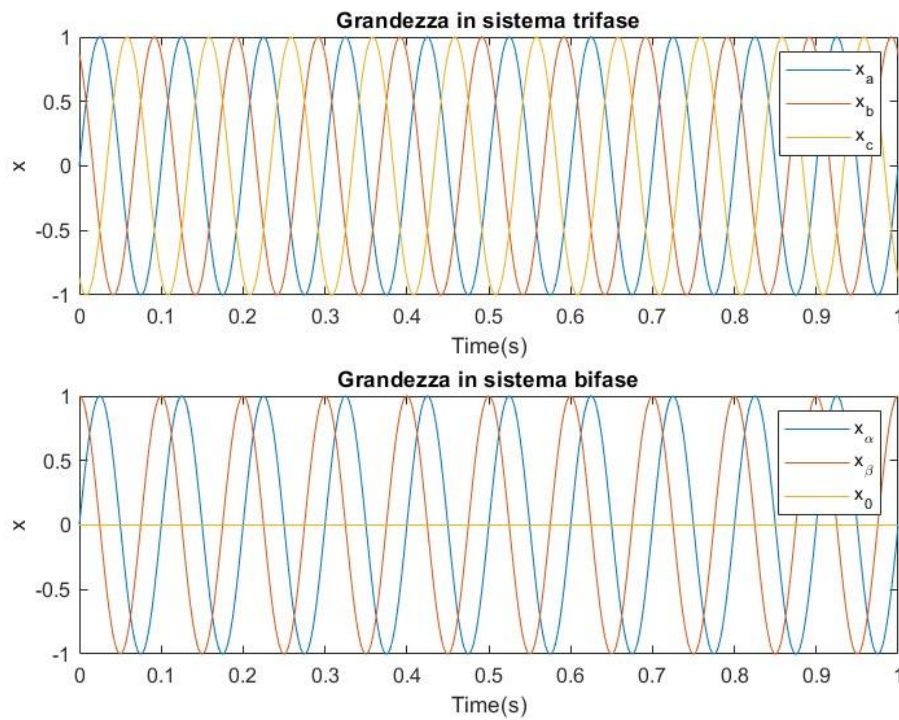 Grandezza in sistema trifase
1
0.5
0
-0.5
-1
x
x_a
x_b
x_c
0 0.1 0.2 0.3 0.4 0.5 0.6 0.7 0.8 0.9 1
Time(s)
Grandezza in sistema bifase
1
0.5
0
-0.5
-1
x
x_α
x_β
x_0
0 0.1 0.2 0.3 0.4 0.5 0.6 0.7 0.8 0.9 1
Time(s)